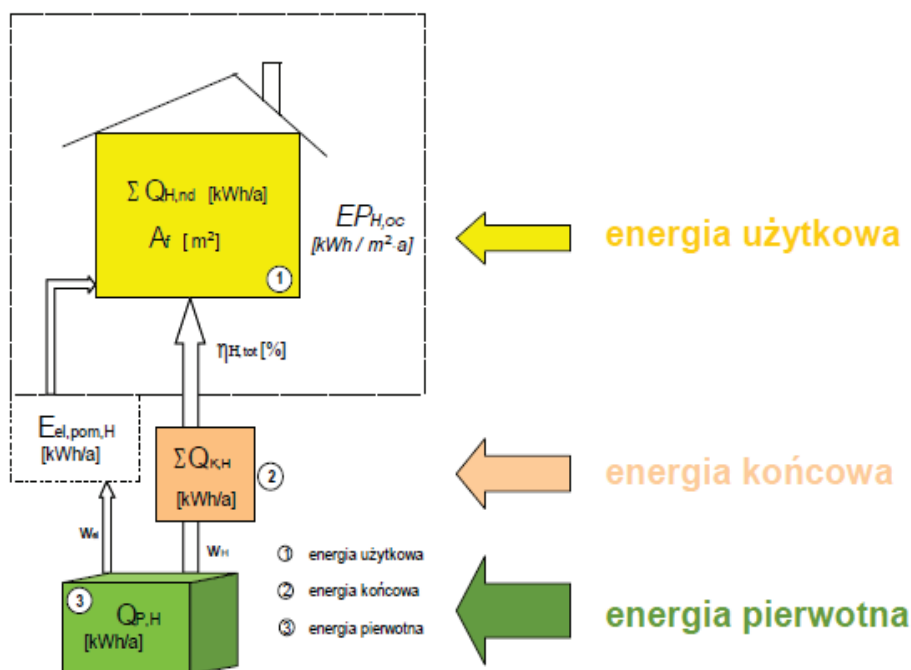 Σ QH,nd [kWh/a]
Af [m²]
1
EPH,oc
[kWh / m²·a]
energia użytkowa
ηH,tot [%]
Eel,pom,H
[kWh/a]
ΣQK,H
[kWh/a]
2
energia końcowa
wel
wH
1 energia użytkowa
2 energia końcowa
3 energia pierwotna
3
QP,H
[kWh/a]
energia pierwotna